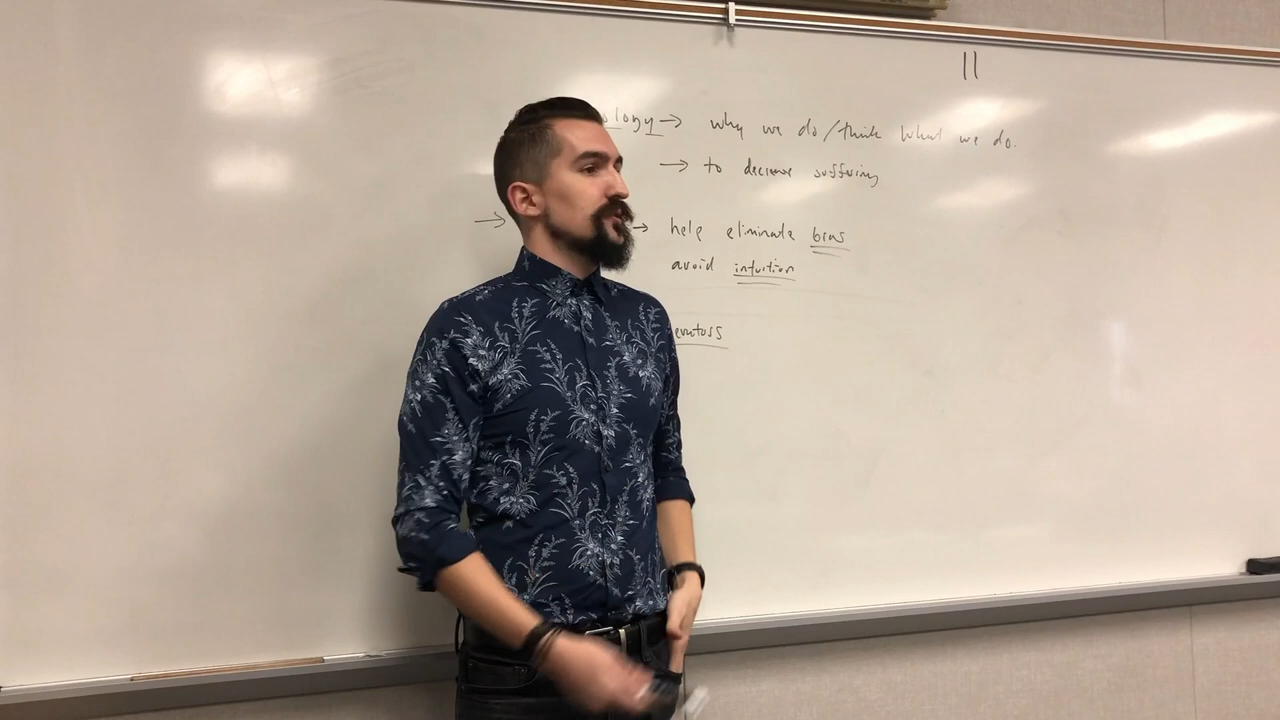 11
ology → why we do/think what we do.
→ to decrease suffering
→ → help eliminate bias
avoid intuition